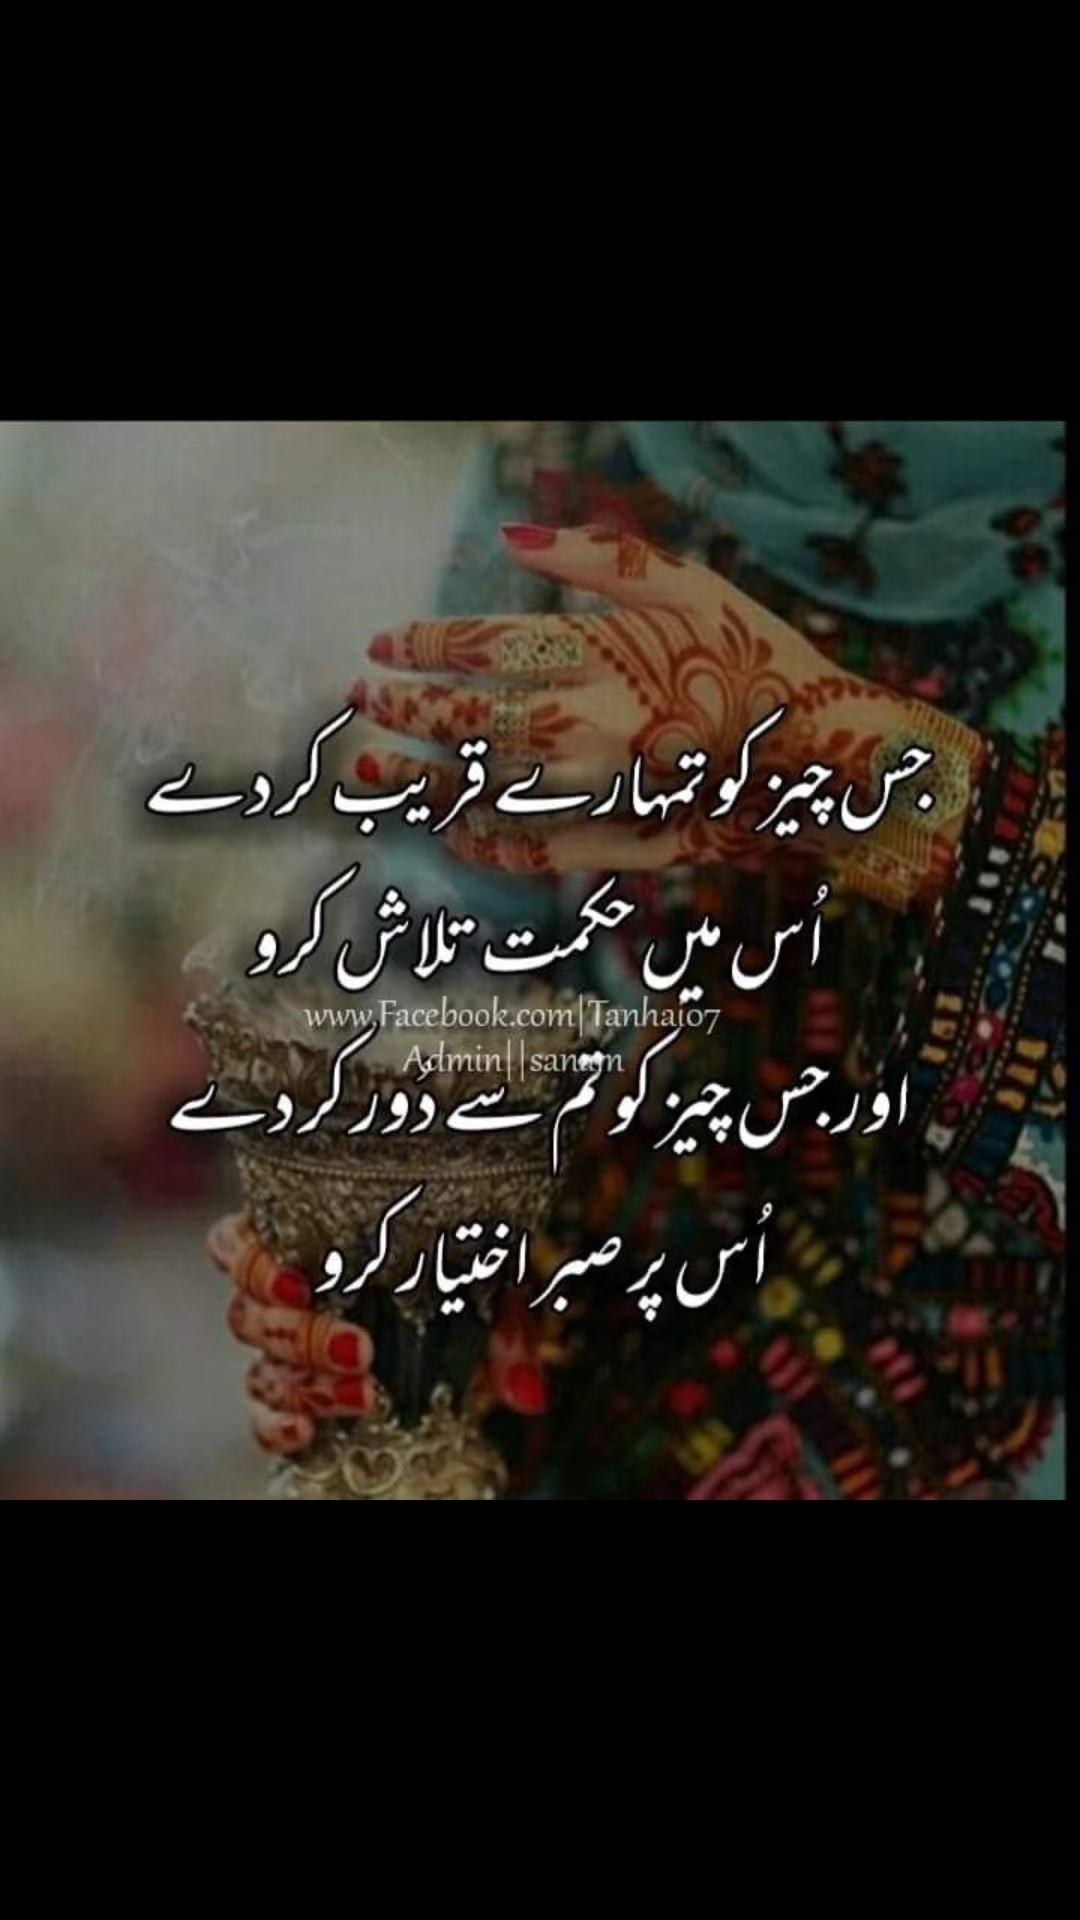 جس چیز کو تمہارے قریب کر دے
اُس میں حکمت تلاش کرو
www.Facebook.com|Tanhai07
Admin||sanam
اور جس چیز کو تم سے دُور کر دے
اُس پر صبر اختیار کرو